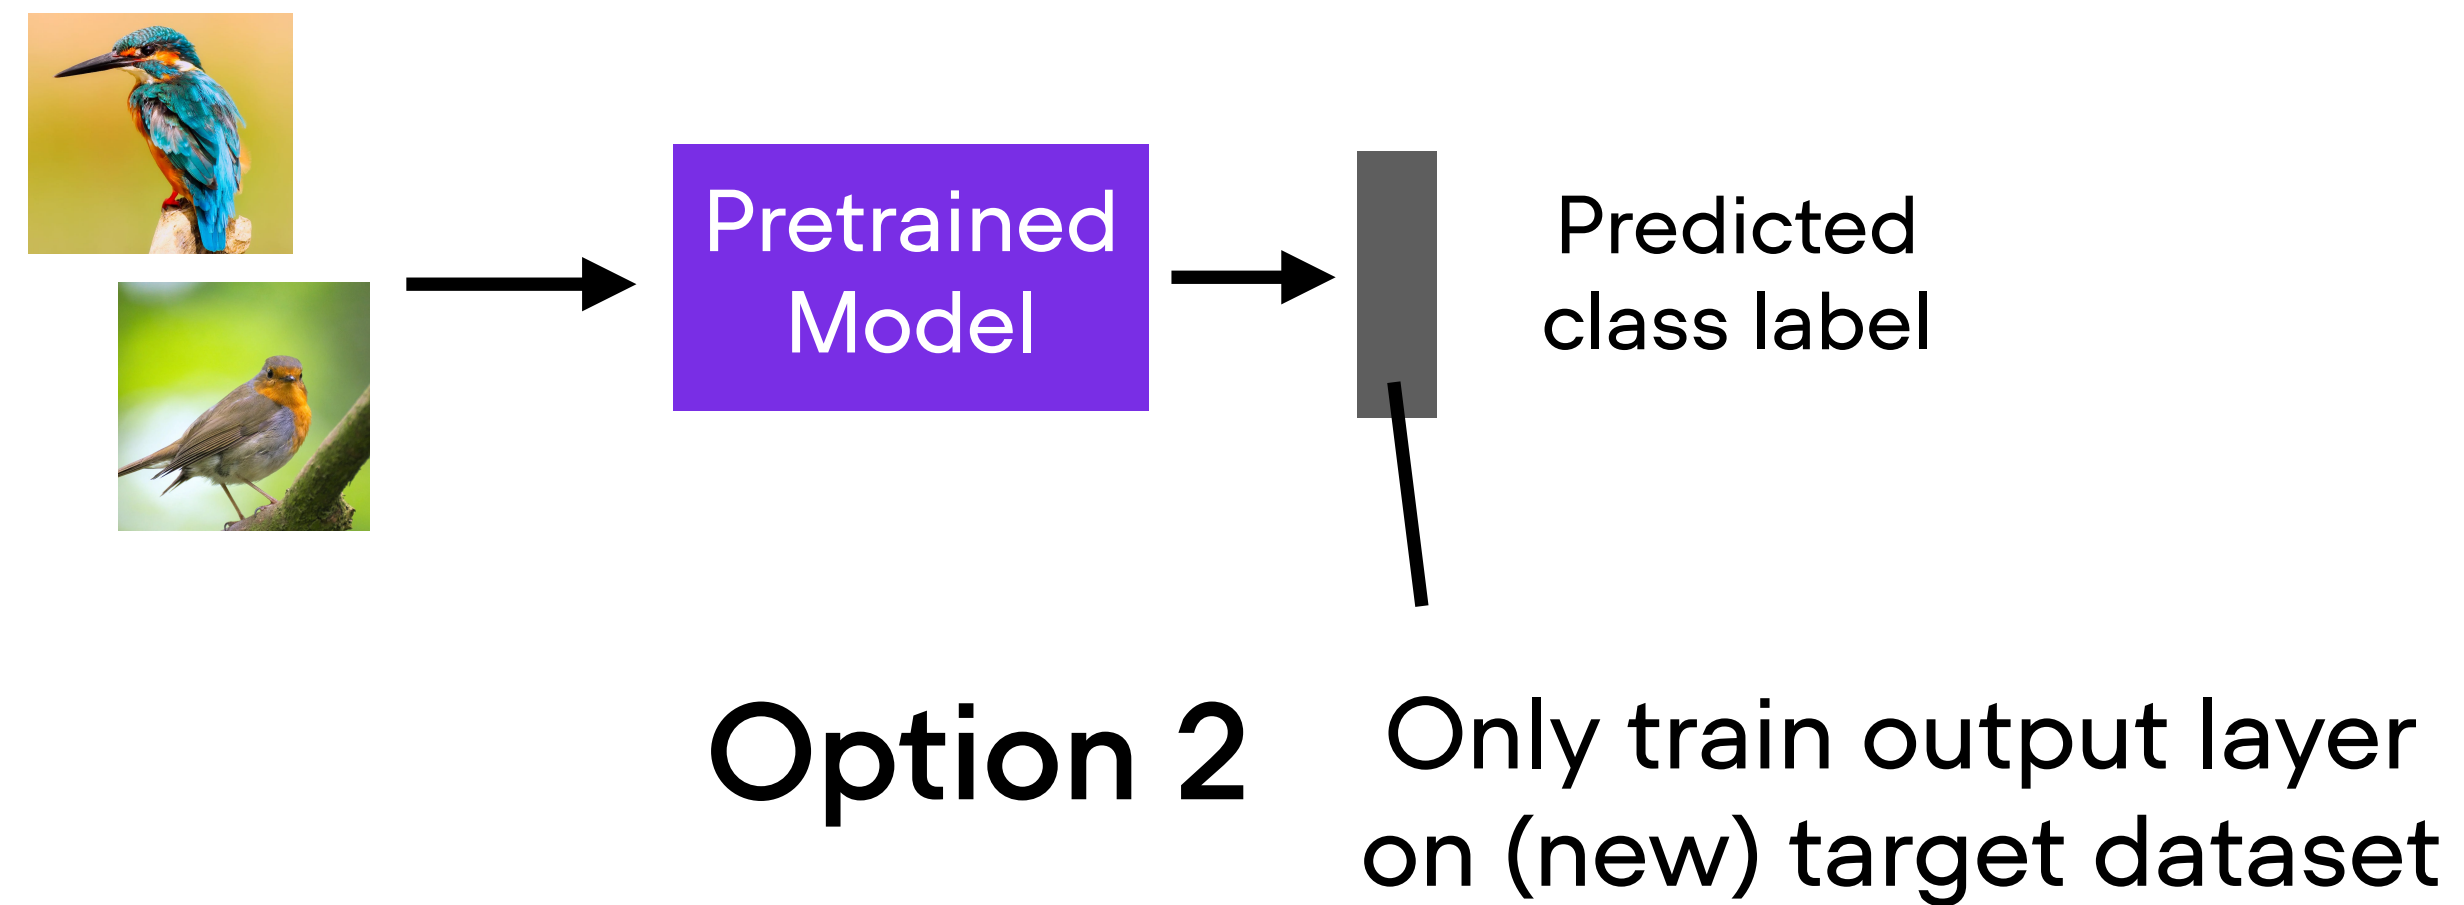 Pretrained
Model
Predicted
class label
Option 2
Only train output layer
on (new) target dataset